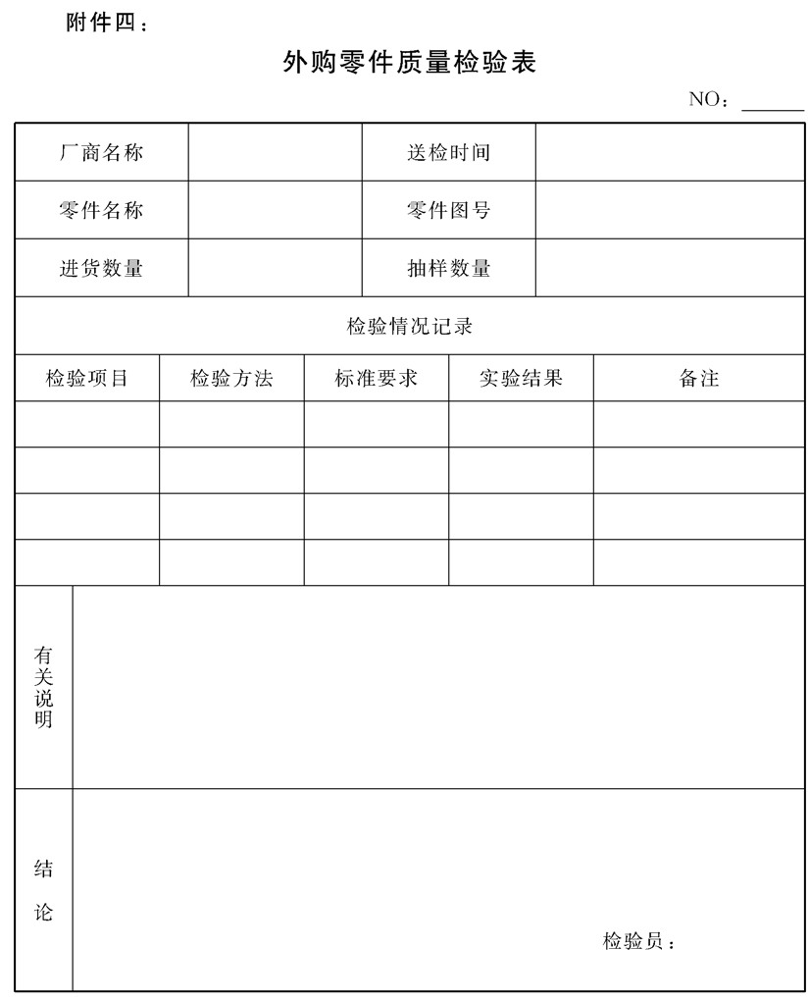 附件四：
外购零件质量检验表
NO：
厂商名称 送检时间
零件名称 零件图号
进货数量 抽样数量
检验情况记录
检验项目 检验方法 标准要求 实验结果 备注
有关说明
结论
检验员：